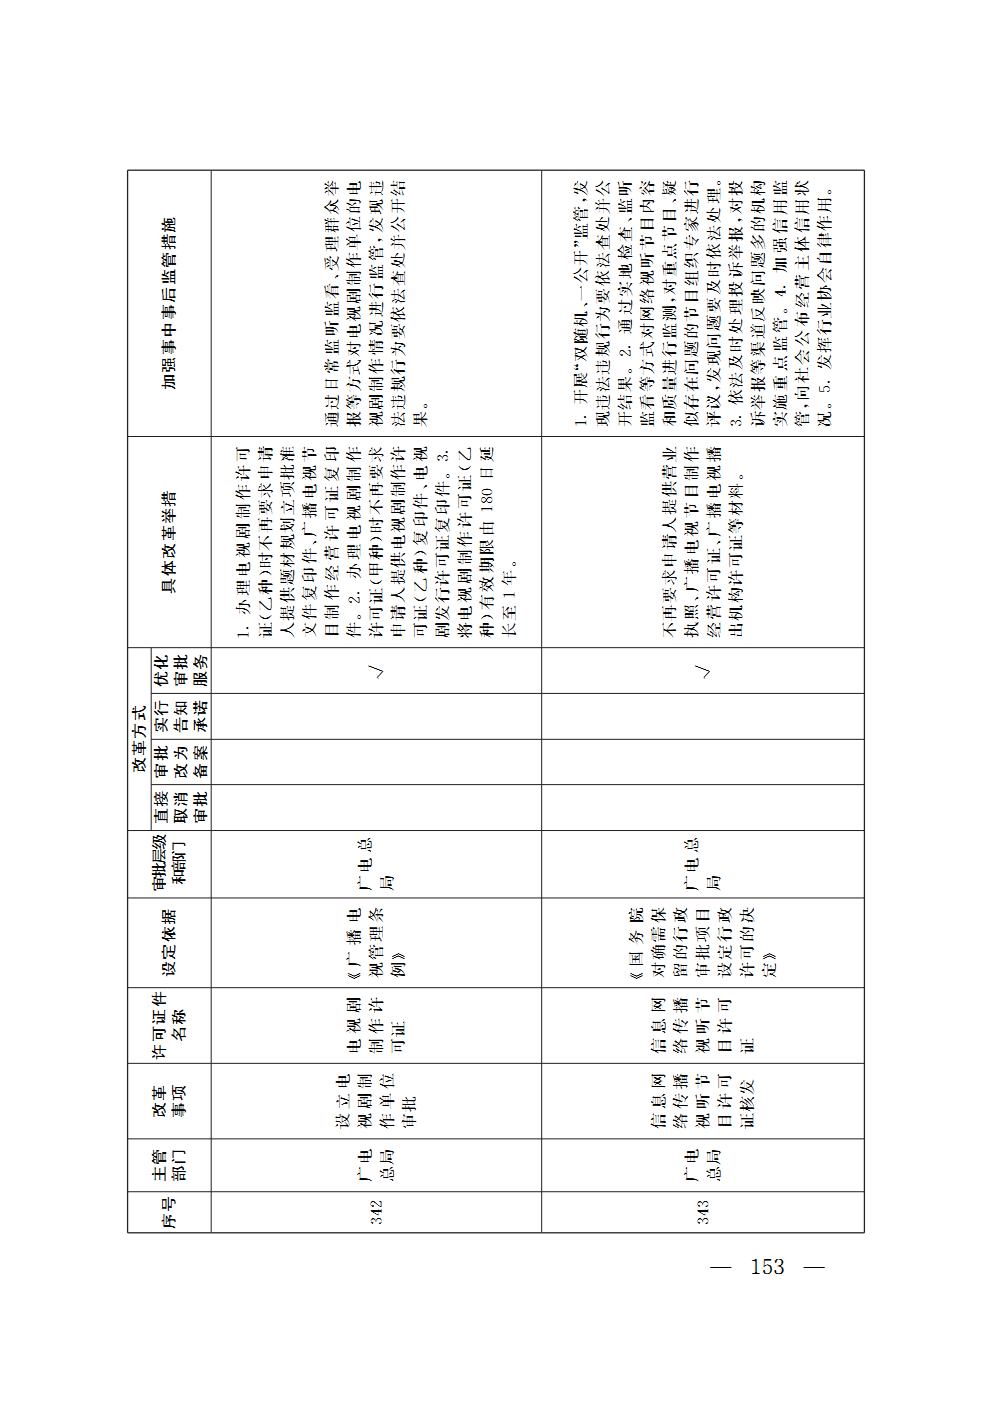 序号
主管
部门
改革
事项
许可证件
名称
设定依据
审批层级
和部门
改革方式
直接
取消
审批
审批
改为
备案
实行
告知
承诺
优化
审批
服务
具体改革举措
加强事中事后监管措施
342
广电
总局
设立电
视剧制
作单位
审批
电视剧
制作许
可证
《广播电
视管理条
例》
广电总
局
√
1. 办理电视剧制作许可
证(乙种)时不再要求申请
人提供题材规划立项批准
文件复印件、广播电视节
目制作经营许可证复印
件。2. 办理电视剧制作
许可证(甲种)时不再要求
申请人提供电视剧制作许
可证(乙种)复印件、电视
剧发行许可证复印件。3.
将电视剧制作许可证(乙
种)有效期限由 180 日延
长至 1 年。
通过日常监听监看、受理群众举
报等方式对电视剧制作单位的电
视剧制作情况进行监管,发现违
法违规行为要依法查处并公开结
果。
343
广电
总局
信息网
络传播
视听节
目许可
证核发
信息网
络传播
视听节
目许可
证
《国务院
对确需保
留的行政
审批项目
设定行政
许可的决
定》
广电总
局
√
不再要求申请人提供营业
执照、广播电视节目制作
经营许可证、广播电视播
出机构许可证等材料。
1. 开展“双随机、一公开”监管,发
现违法违规行为要依法查处并公
开结果。2. 通过实地检查、监听
监看等方式对网络视听节目内容
和质量进行监测,对重点节目、疑
似存在问题的节目组织专家进行
评议,发现问题要及时依法处理。
3. 依法及时处理投诉举报,对投
诉举报等渠道反映问题多的机构
实施重点监管。4. 加强信用监
管,向社会公布经营主体信用状
况。5. 发挥行业协会自律作用。
— 153 —